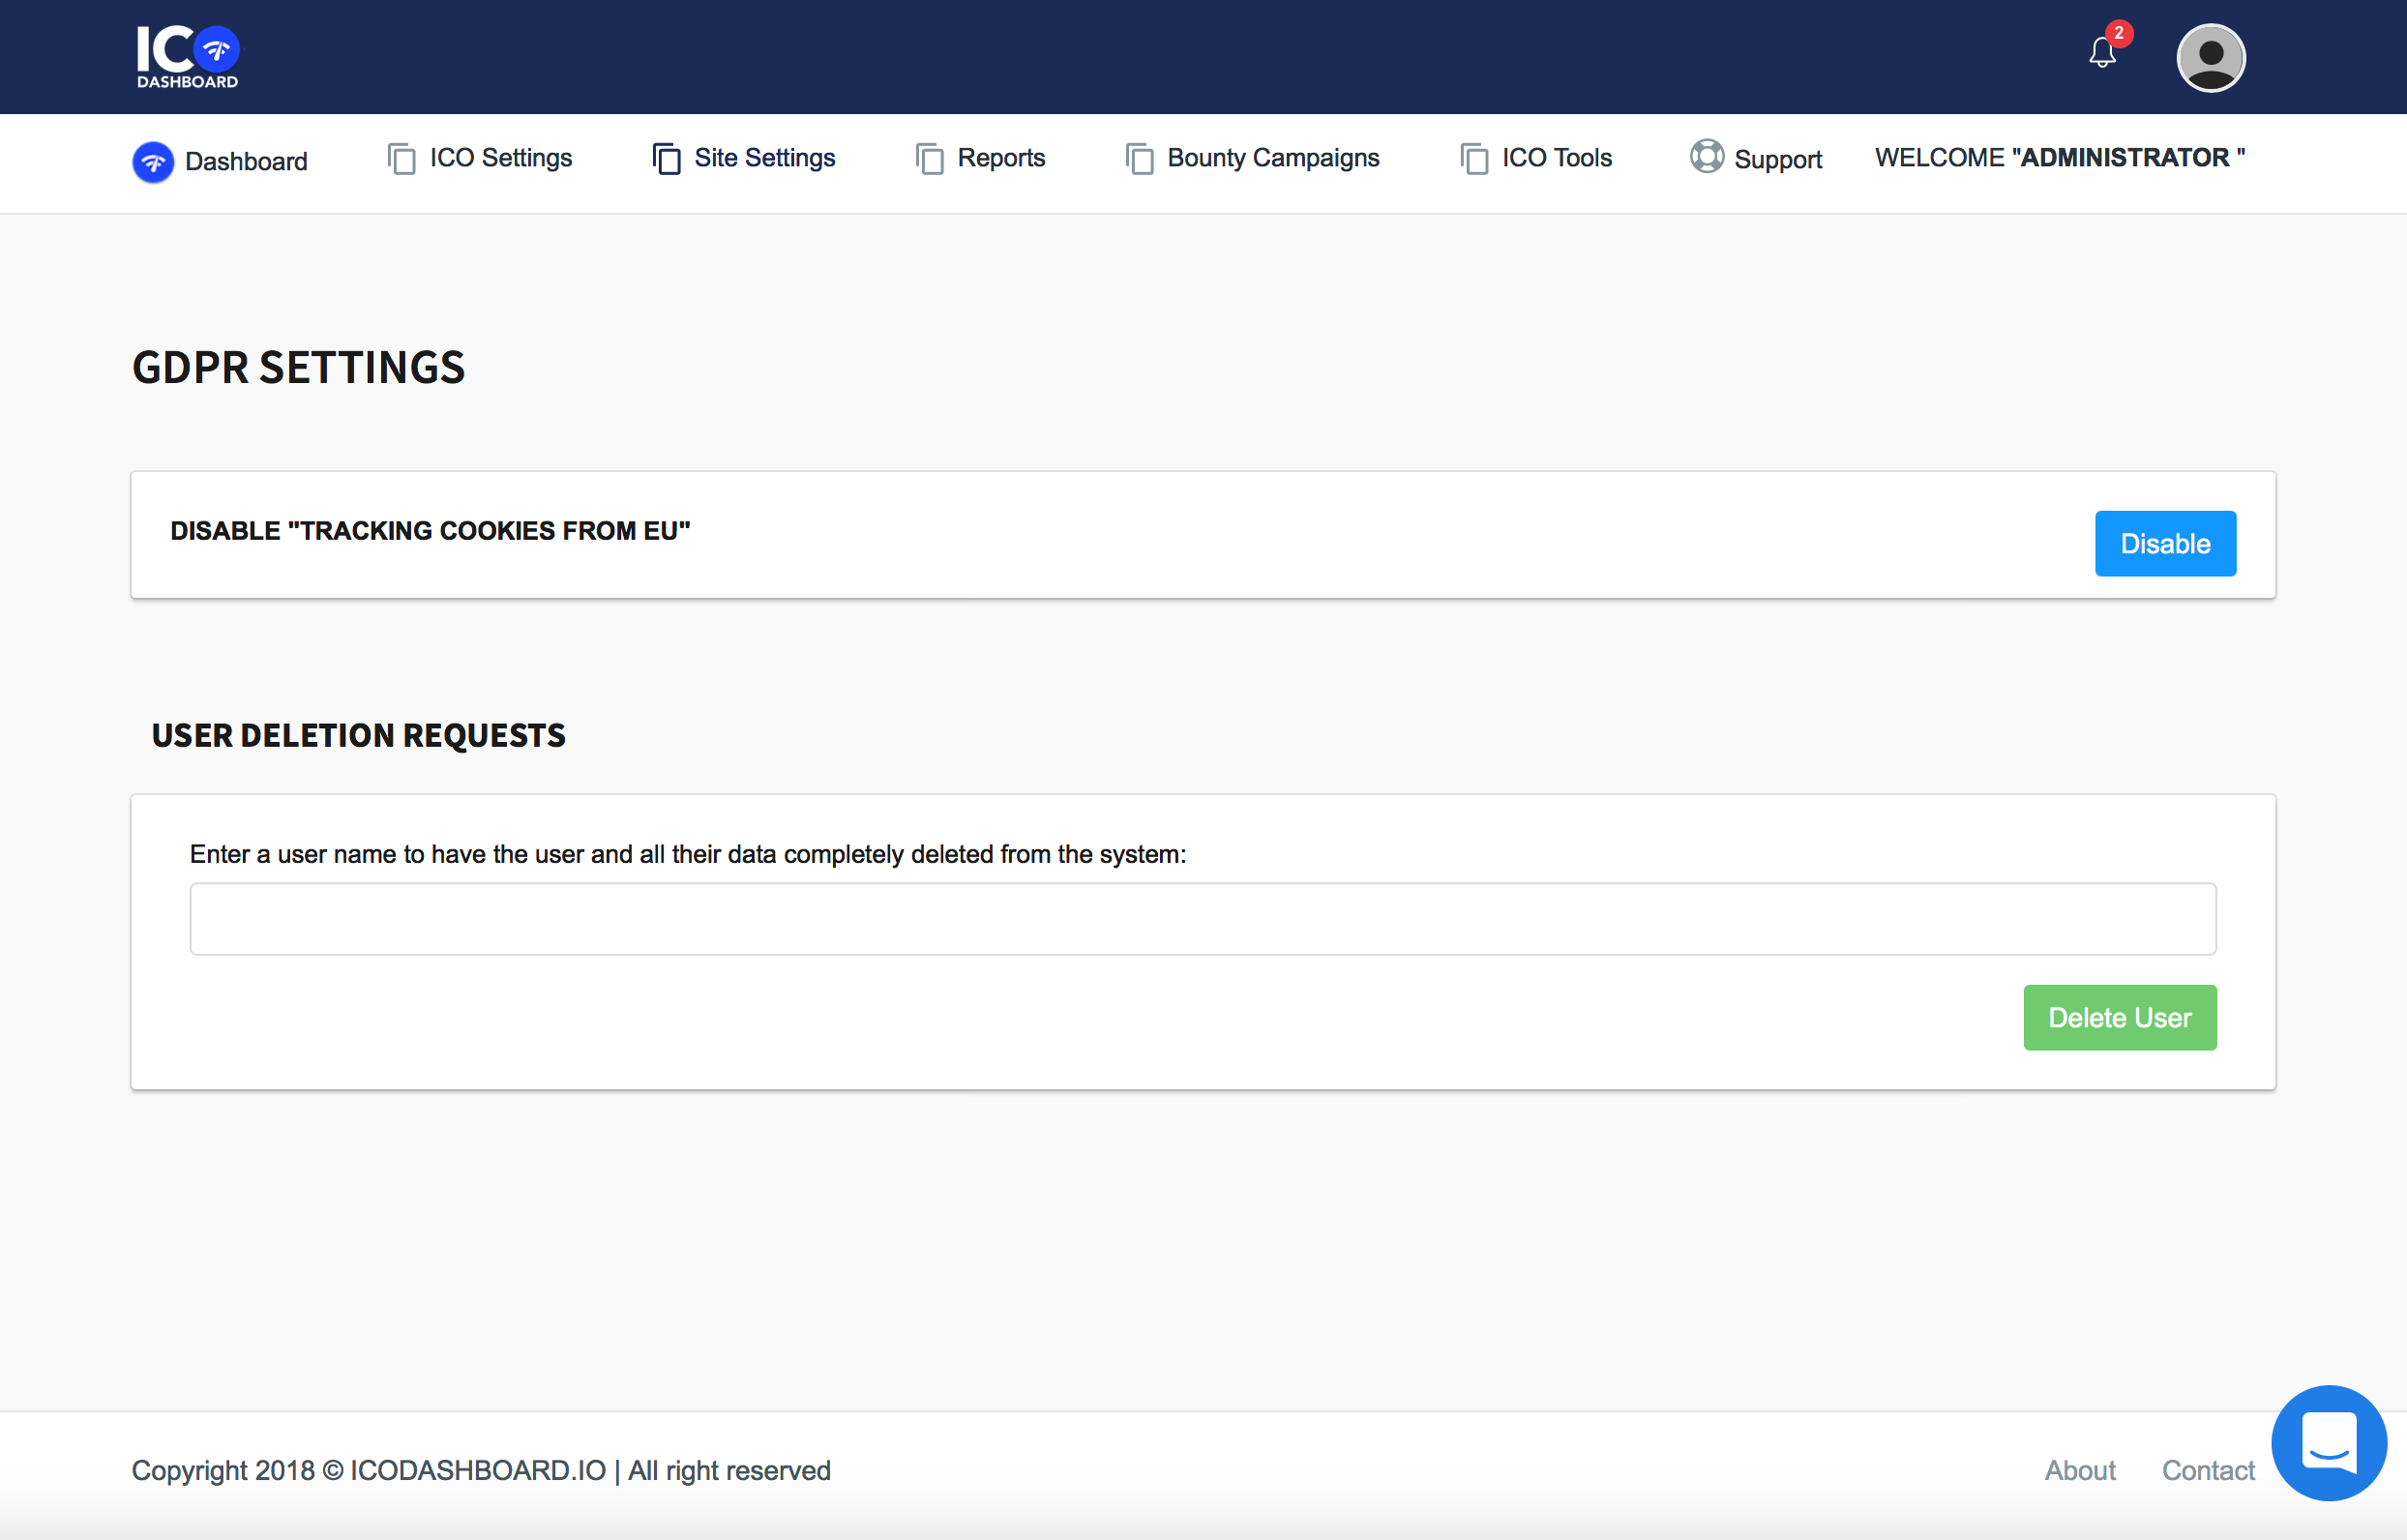 ICO
DASHBOARD
2
Dashboard
ICO Settings
Site Settings
Reports
Bounty Campaigns
ICO Tools
Support
WELCOME "ADMINISTRATOR "
GDPR SETTINGS
DISABLE "TRACKING COOKIES FROM EU"
Disable
USER DELETION REQUESTS
Enter a user name to have the user and all their data completely deleted from the system:
Delete User
Copyright 2018 © ICODASHBOARD.IO | All right reserved
About
Contact